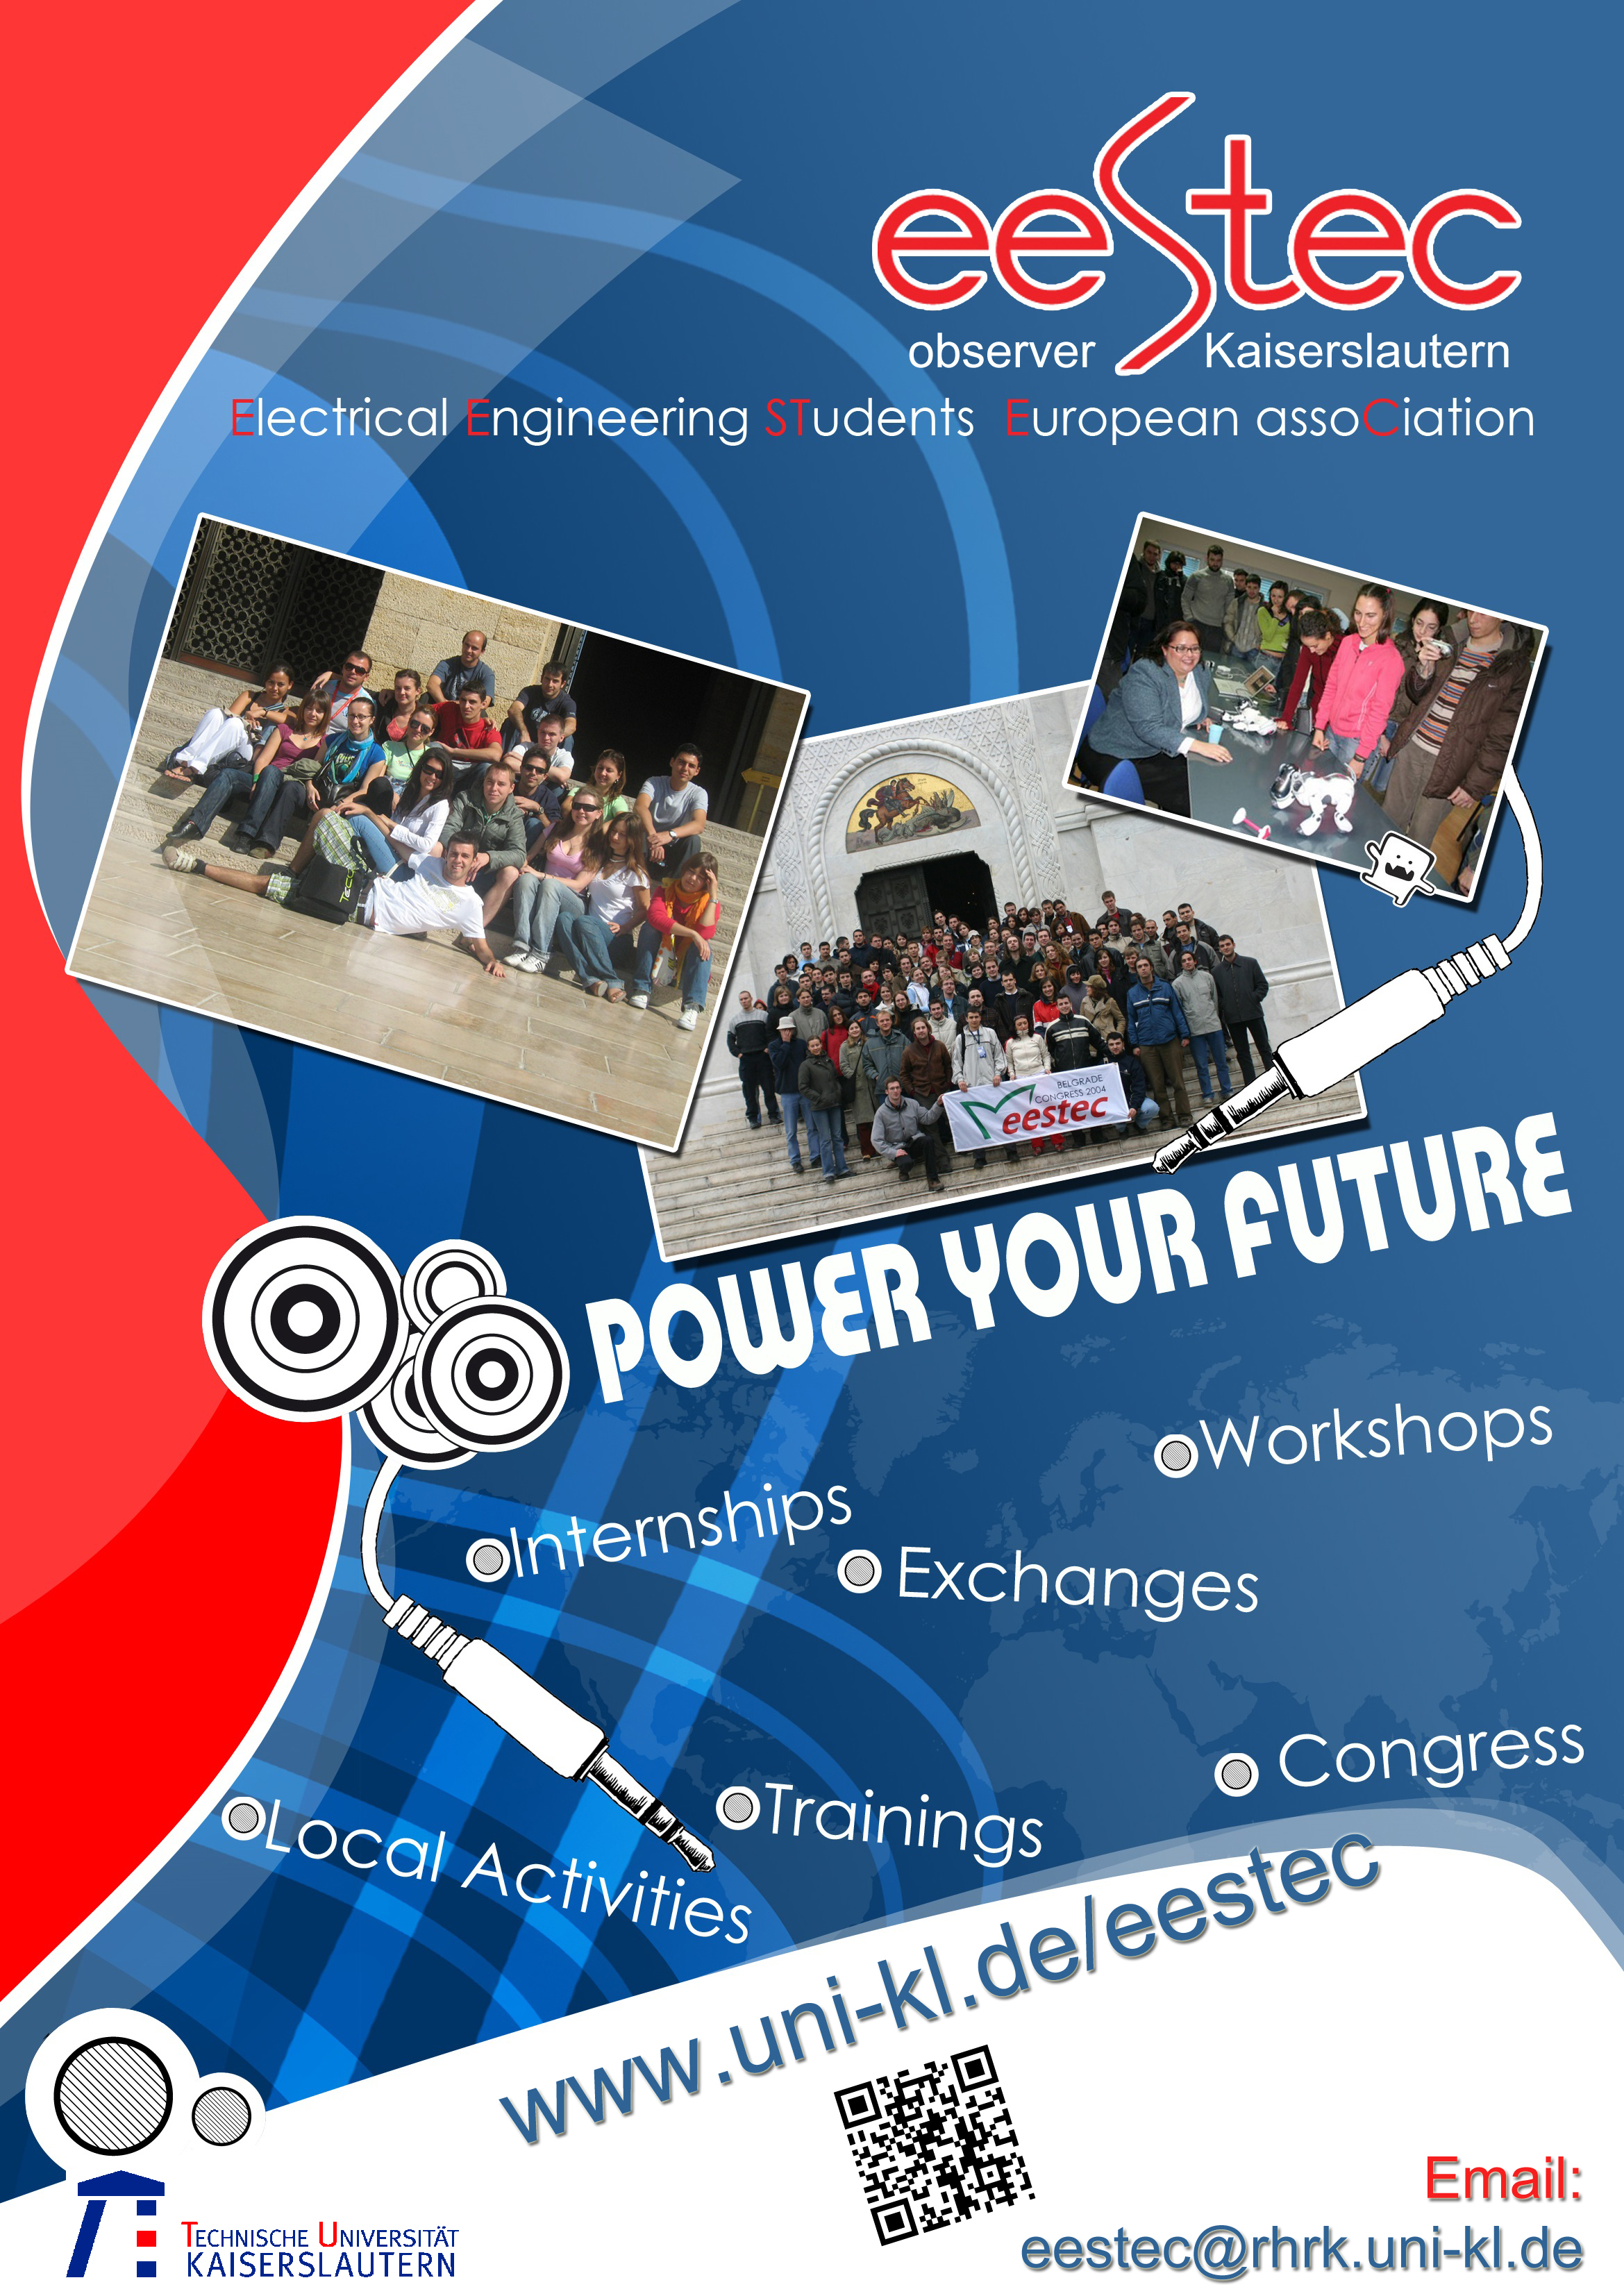 eeStec
observer Kaiserslautern
Electrical Engineering STudents European assoCiation
BELGRADE
CONGRESS 2004
eestec
POWER YOUR FUTURE
Workshops
Internships
Exchanges
Congress
Trainings
Local Activities
www.uni-kl.de/eestec
Email:
eestec@rhrk.uni-kl.de
TECHNISCHE UNIVERSITÄT
KAISERSLAUTERN